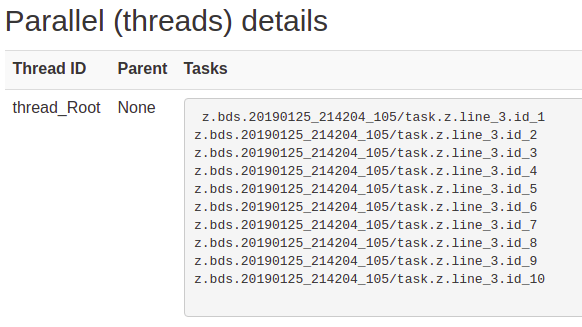 Parallel (threads) details
Thread ID Parent Tasks
thread_Root None z.bds.20190125_214204_105/task.z.line_3.id_1
z.bds.20190125_214204_105/task.z.line_3.id_2
z.bds.20190125_214204_105/task.z.line_3.id_3
z.bds.20190125_214204_105/task.z.line_3.id_4
z.bds.20190125_214204_105/task.z.line_3.id_5
z.bds.20190125_214204_105/task.z.line_3.id_6
z.bds.20190125_214204_105/task.z.line_3.id_7
z.bds.20190125_214204_105/task.z.line_3.id_8
z.bds.20190125_214204_105/task.z.line_3.id_9
z.bds.20190125_214204_105/task.z.line_3.id_10